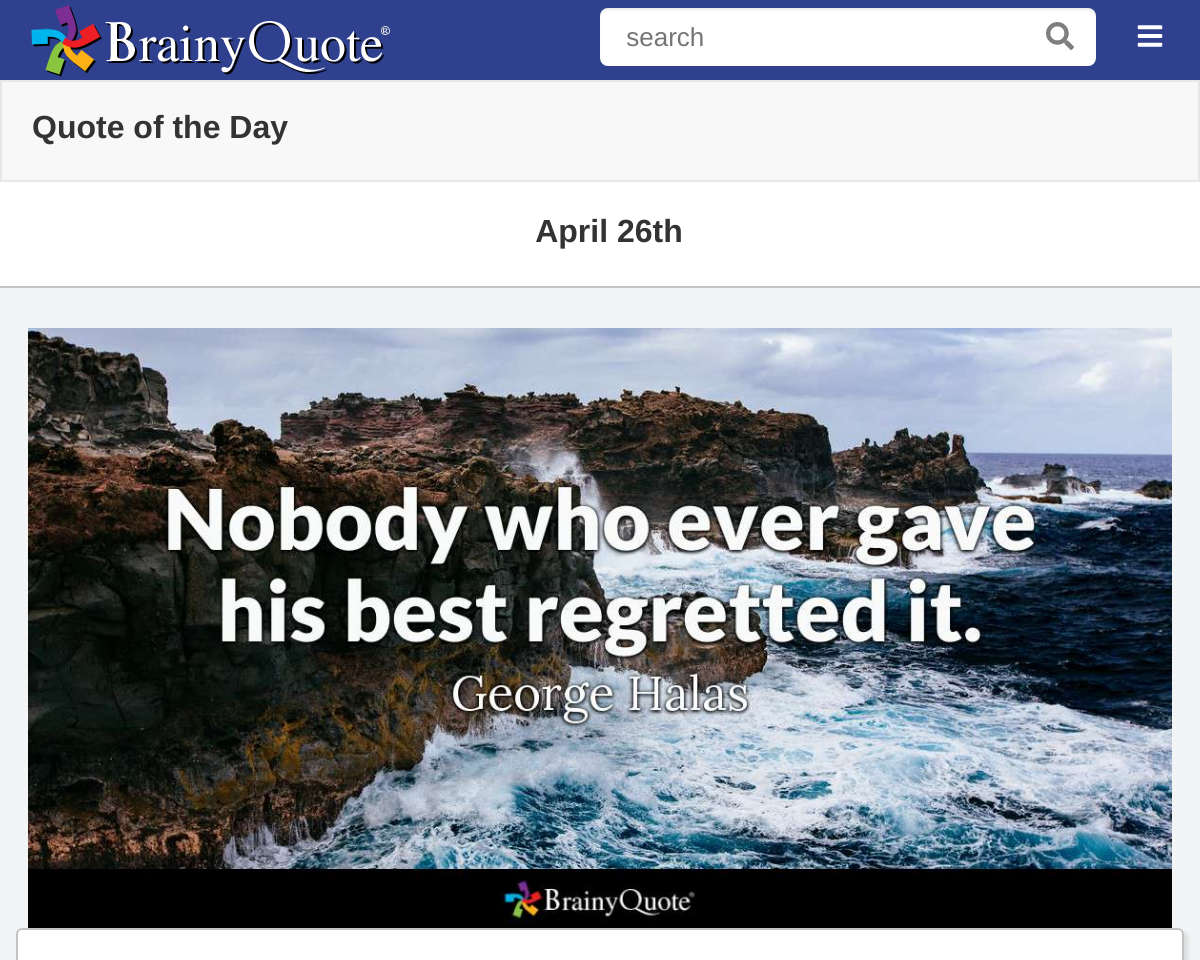 BrainyQuote®
search
Quote of the Day
April 26th
Nobody who ever gave
his best regretted it.
George Halas
BrainyQuote®